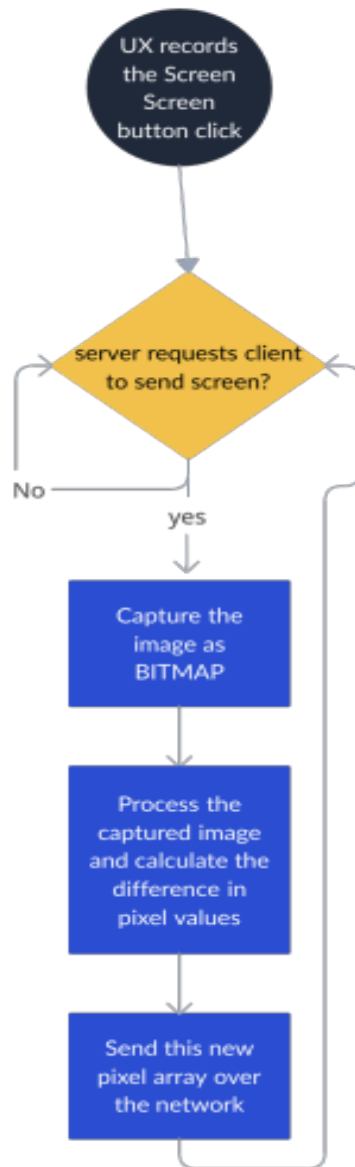 UX records
the Screen
Screen
button click
server requests client
to send screen?
No
yes
Capture the
image as
BITMAP
Process the
captured image
and calculate the
difference in
pixel values
Send this new
pixel array over
the network